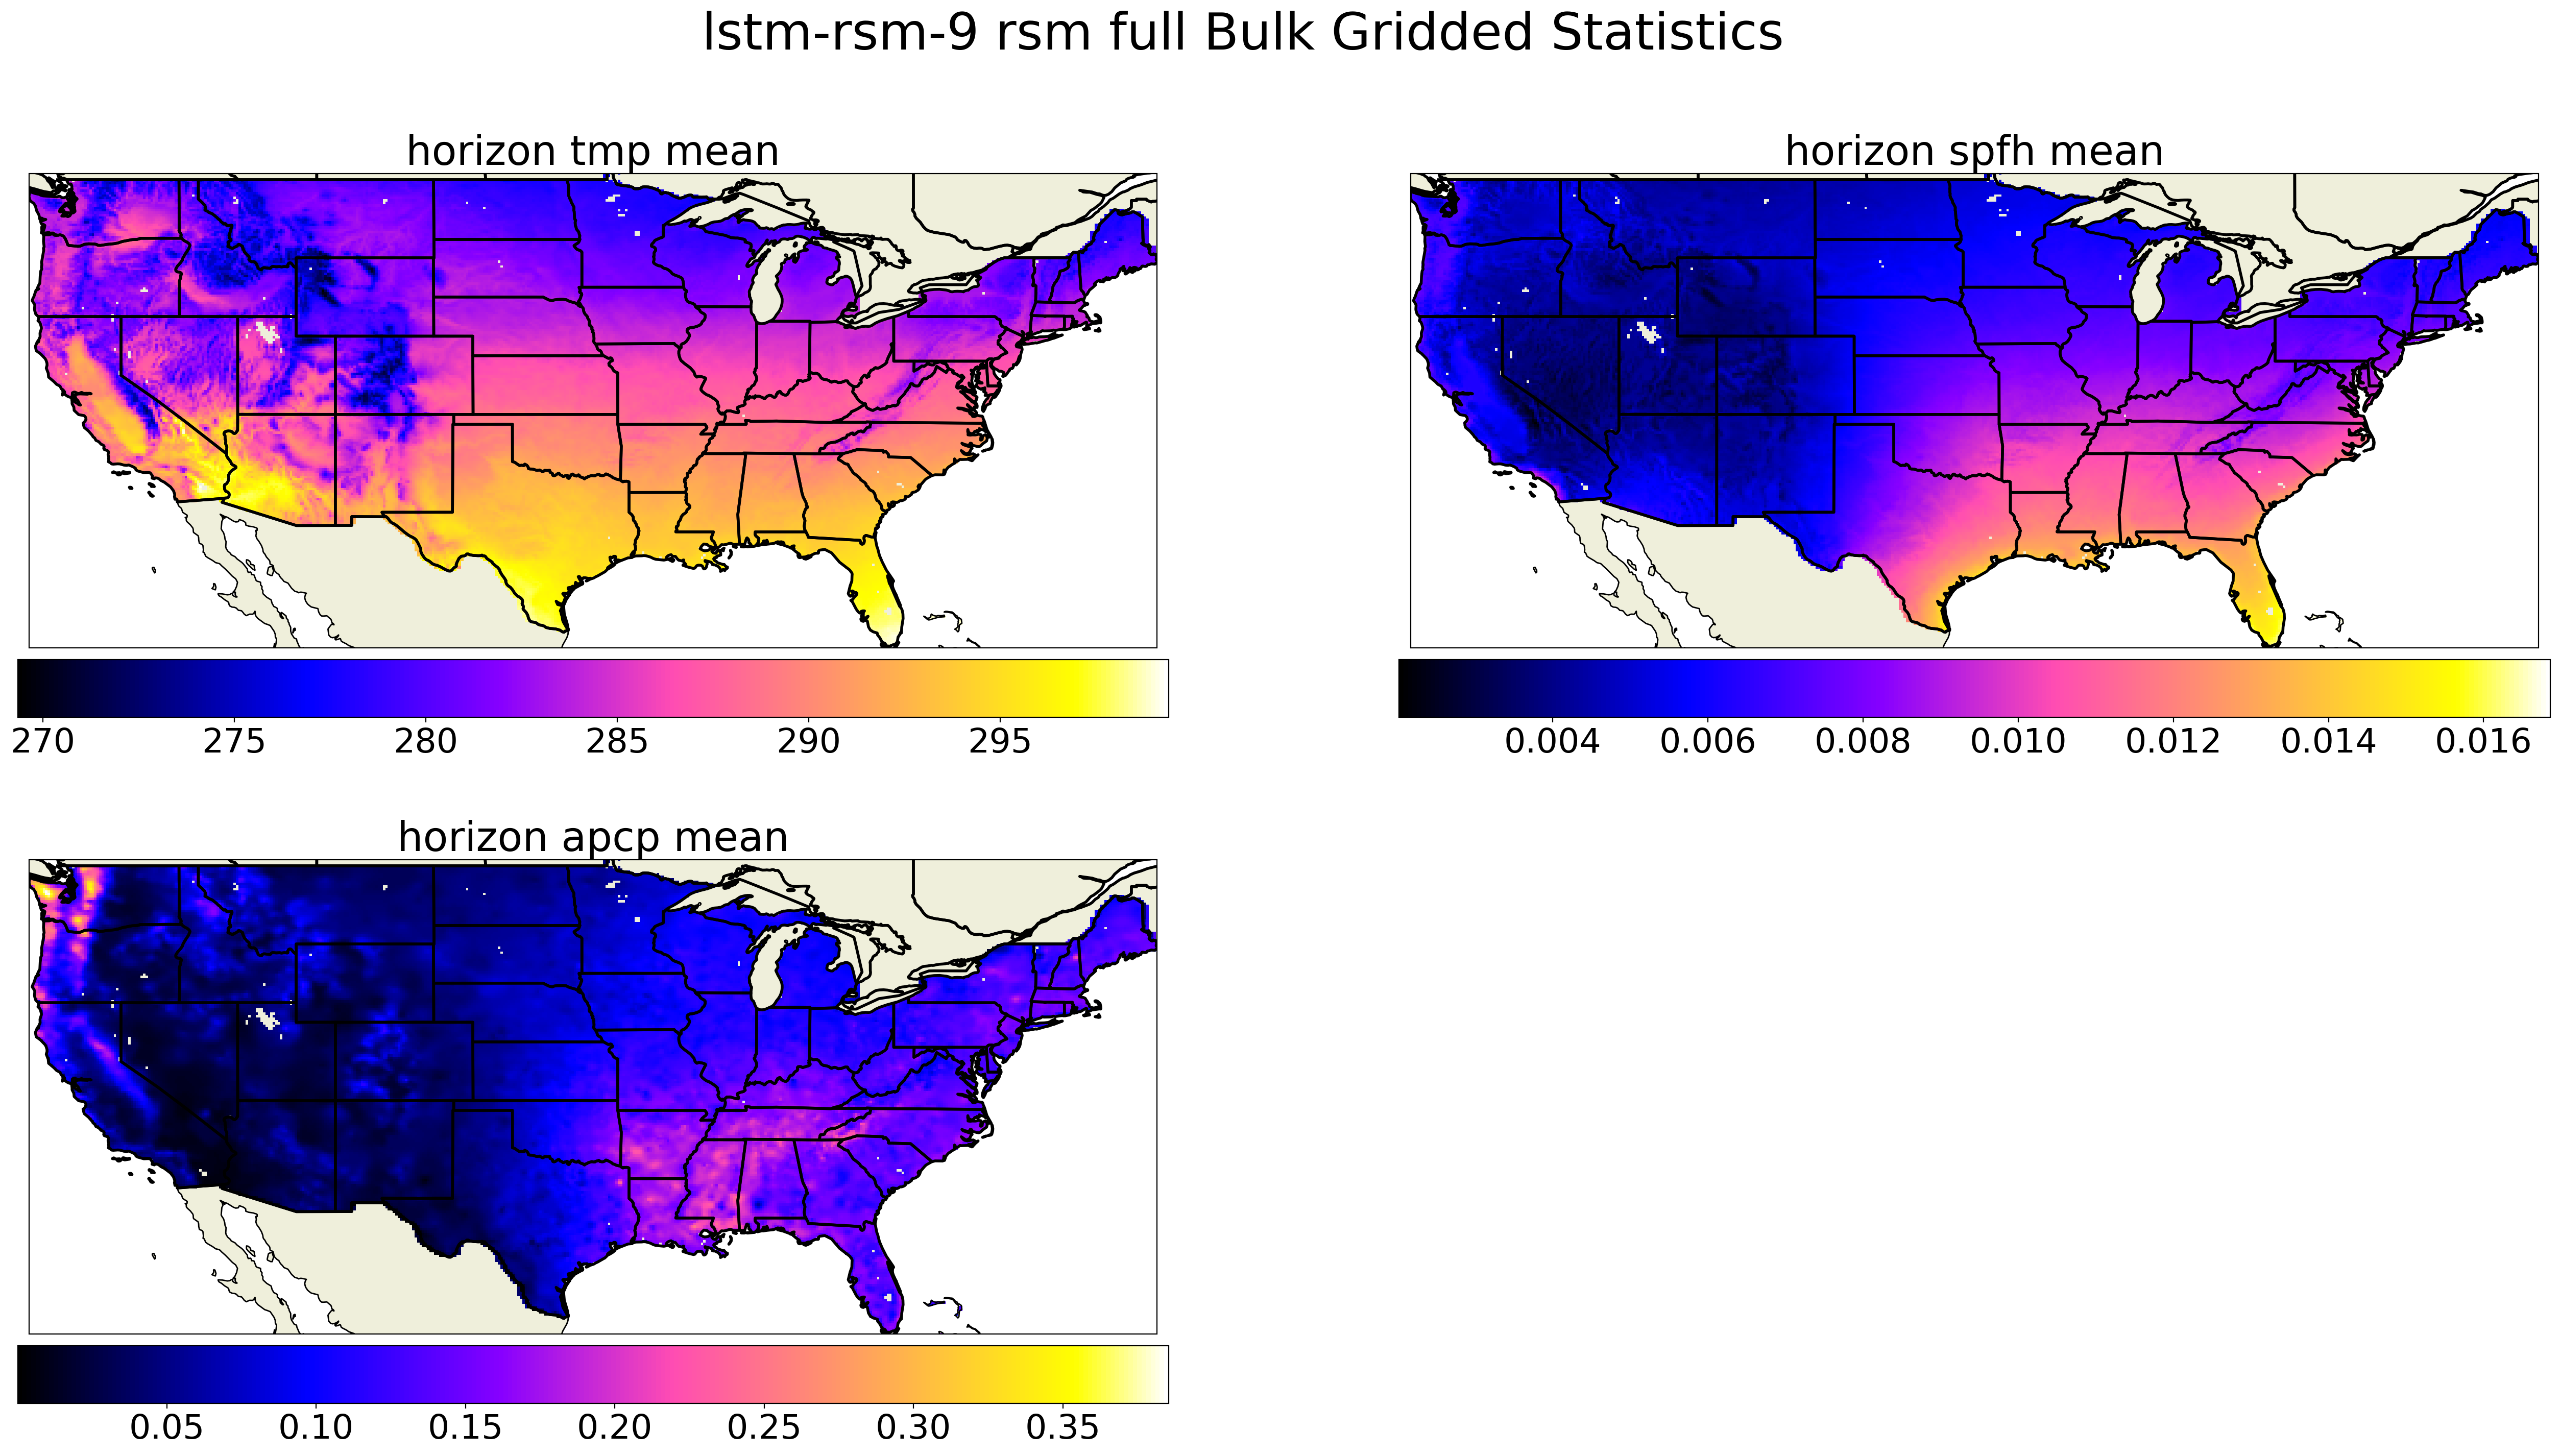 lstm-rsm-9 rsm full Bulk Gridded Statistics
horizon tmp mean
horizon spfh mean
270 275 280 285 290 295
0.004 0.006 0.008 0.010 0.012 0.014 0.016
horizon apcp mean
0.05 0.10 0.15 0.20 0.25 0.30 0.35